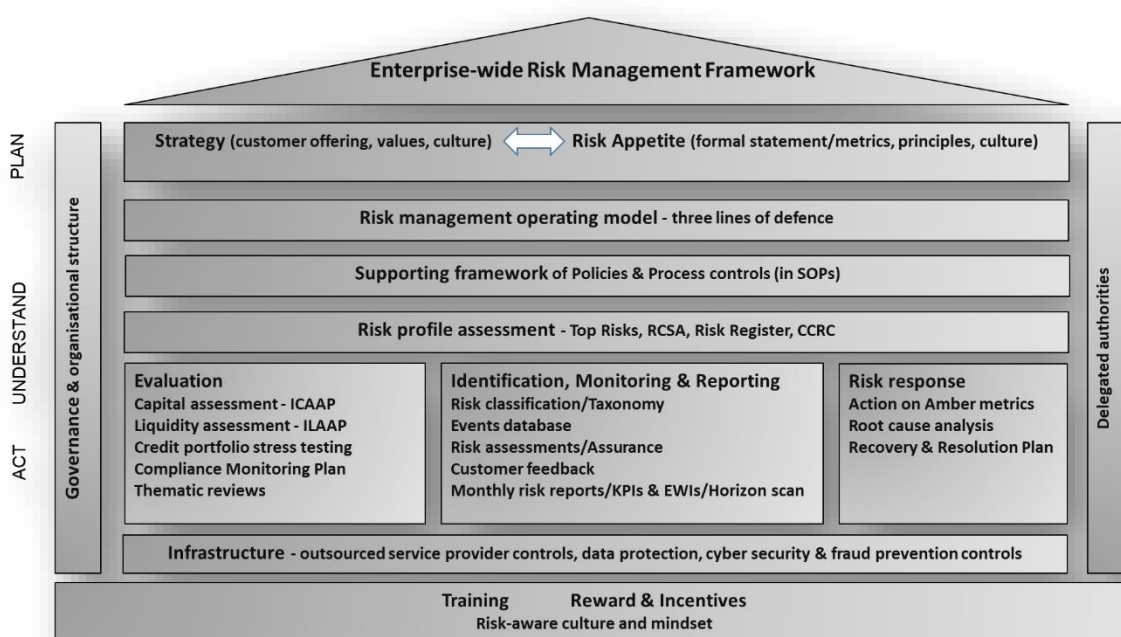 Enterprise-wide Risk Management Framework
PLAN
UNDERSTAND
ACT
Governance & organisational structure
Strategy (customer offering, values, culture) Risk Appetite (formal statement/metrics, principles, culture)
Risk management operating model - three lines of defence
Supporting framework of Policies & Process controls (in SOPs)
Risk profile assessment - Top Risks, RCSA, Risk Register, CCRC
Evaluation
Capital assessment - ICAAP
Liquidity assessment - ILAAP
Credit portfolio stress testing
Compliance Monitoring Plan
Thematic reviews
Identification, Monitoring & Reporting
Risk classification/Taxonomy
Events database
Risk assessments/Assurance
Customer feedback
Monthly risk reports/KPIs & EWIs/Horizon scan
Risk response
Action on Amber metrics
Root cause analysis
Recovery & Resolution Plan
Delegated authorities
Infrastructure - outsourced service provider controls, data protection, cyber security & fraud prevention controls
Training Reward & Incentives
Risk-aware culture and mindset